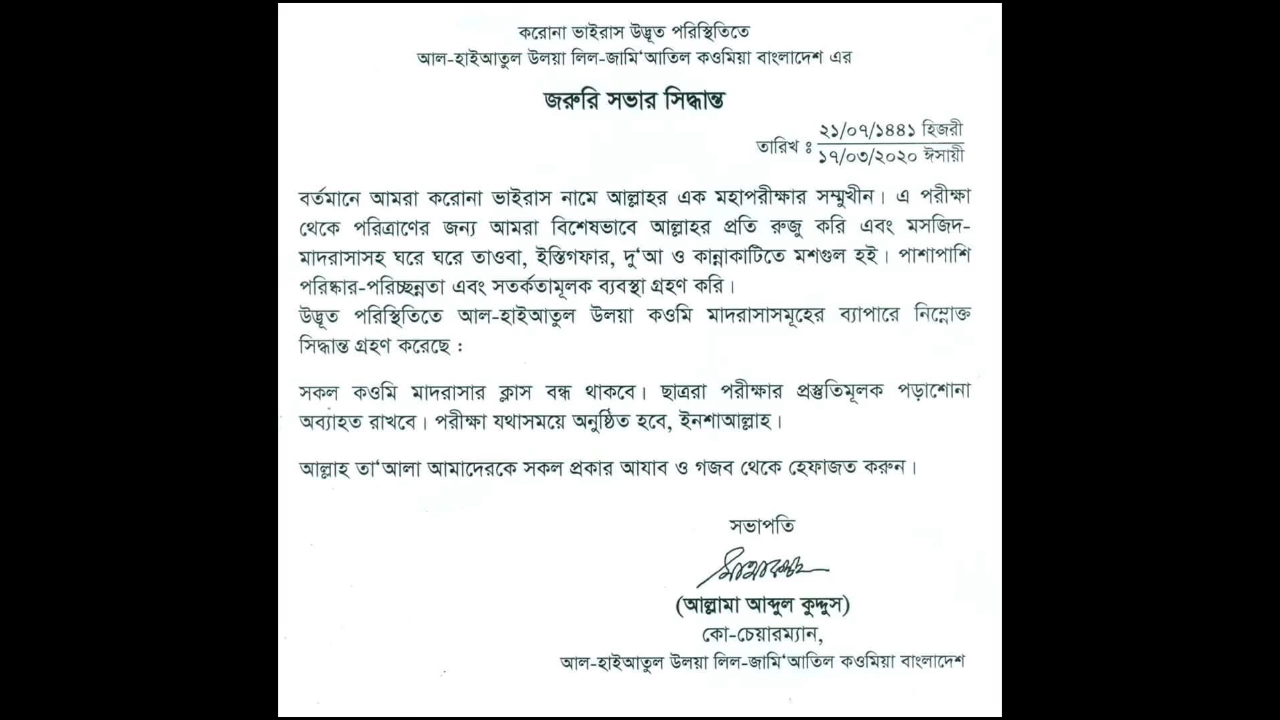 করোনা ভাইরাস উদ্ভূত পরিস্থিতিতে
আল-হাইআতুল উলয়া লিল-জামি‘আতিল কওমিয়া বাংলাদেশ এর
জরুরি সভার সিদ্ধান্ত
২১/০৭/১৪৪১ হিজরী
তারিখ ঃ
১৭/০৩/২০২০ ঈসায়ী
বর্তমানে আমরা করোনা ভাইরাস নামে আল্লাহর এক মহাপরীক্ষার সম্মুখীন। এ পরীক্ষা
থেকে পরিত্রাণের জন্য আমরা বিশেষভাবে আল্লাহর প্রতি রুজু করি এবং মসজিদ-
মাদরাসাসহ ঘরে ঘরে তাওবা, ইস্তিগফার, দু‘আ ও কান্নাকাটিতে মশগুল হই। পাশাপাশি
পরিষ্কার-পরিচ্ছন্নতা এবং সতর্কতামূলক ব্যবস্থা গ্রহণ করি।
উদ্ভূত পরিস্থিতিতে আল-হাইআতুল উলয়া কওমি মাদরাসাসমূহের ব্যাপারে নিম্নোক্ত
সিদ্ধান্ত গ্রহণ করেছে :
সকল কওমি মাদরাসার ক্লাস বন্ধ থাকবে। ছাত্ররা পরীক্ষার প্রস্তুতিমূলক পড়াশোনা
অব্যাহত রাখবে। পরীক্ষা যথাসময়ে অনুষ্ঠিত হবে, ইনশাআল্লাহ।
আল্লাহ তা‘আলা আমাদেরকে সকল প্রকার আযাব ও গজব থেকে হেফাজত করুন।
সভাপতি
(আল্লামা আব্দুল কুদ্দুস)
কো-চেয়ারম্যান,
আল-হাইআতুল উলয়া লিল-জামি‘আতিল কওমিয়া বাংলাদেশ